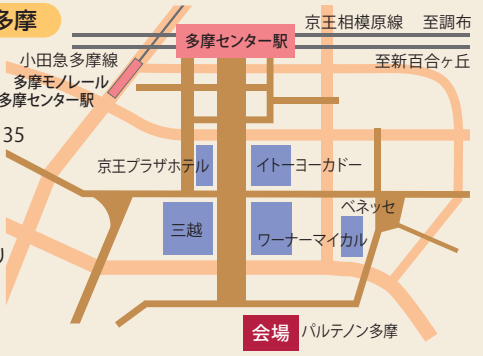 多摩
京王相模原線 至調布
多摩センター駅
小田急多摩線
至新百合ヶ丘
多摩モノレール
多摩センター駅
35
京王プラザホテル
イトーヨーカドー
ベネッセ
三越
ワーナーマイカル
り
会場 パルテノン多摩